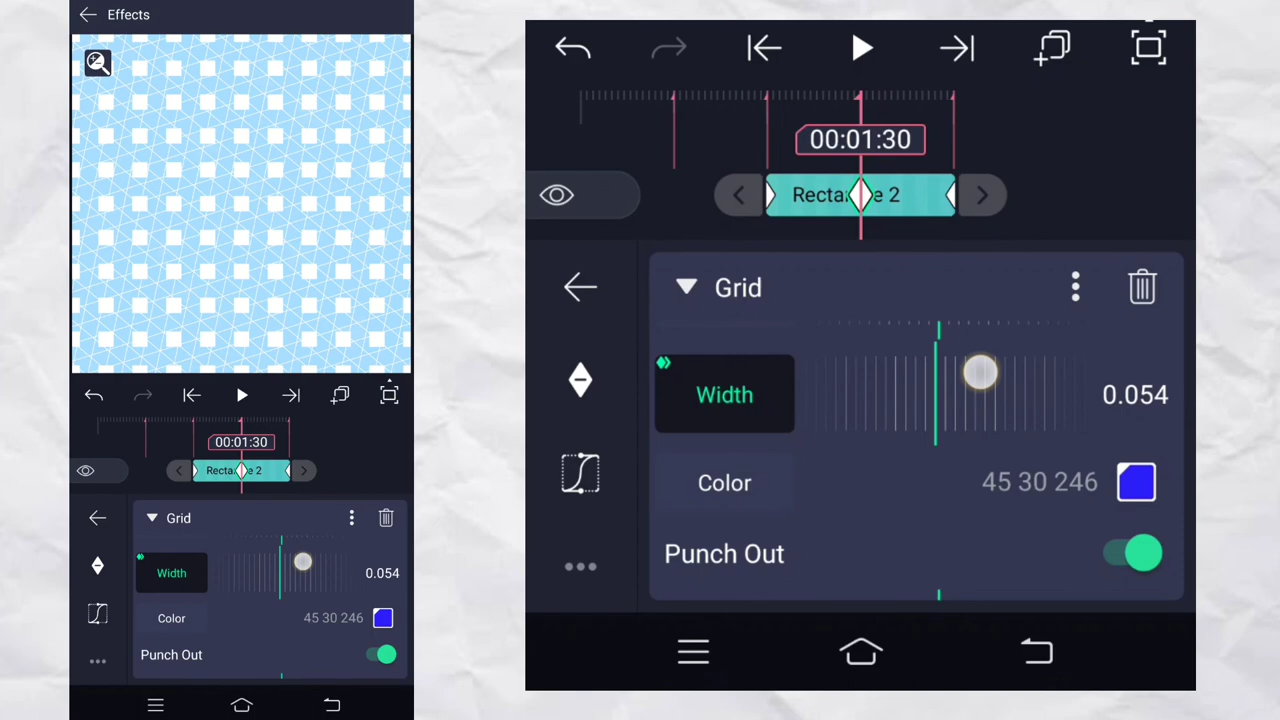 Effects
00:01:30
Recta e 2
Grid
Width
0.054
Color
45 30 246
Punch Out
00:01:30
Recta e 2
Grid
Width
0.054
Color
45 30 246
Punch Out